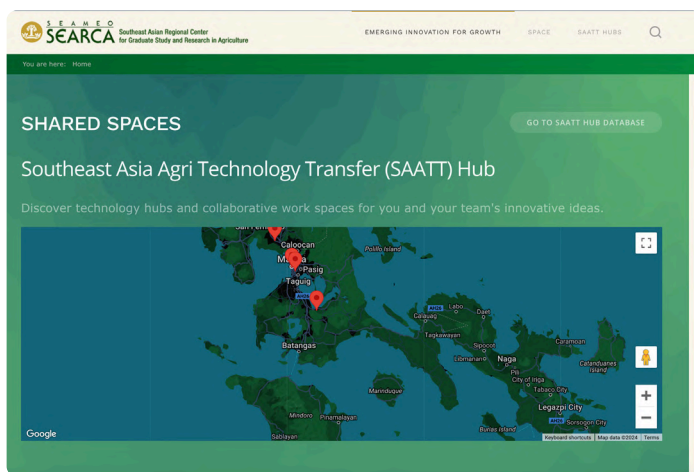 SEAMEO
SEARCA
Southeast Asian Regional Center
for Graduate Study and Research in Agriculture
EMERGING INNOVATION FOR GROWTH
SPACE
SAATT HUBS
You are here: Home
SHARED SPACES
GO TO SAATT HUB DATABASE
Southeast Asia Agri Technology Transfer (SAATT) Hub
Discover technology hubs and collaborative work spaces for you and your team's innovative ideas.
Caloocan
Polillo Island
Pasig
Taguig
AH26
Labo
Daet
Calauag
Tagkawayan
Batangas
Sipocot
Caramoan
Libmanan
Naga
Catanduanes
Island
Pili
City of Iriga
Tabaco City
Marinduque
Legazpi City
Mindoro
Pinamalayan
Burias Island
AH26
Sorsogon City
Sablayan
Google
Keyboard shortcuts
Map data ©2024
Terms